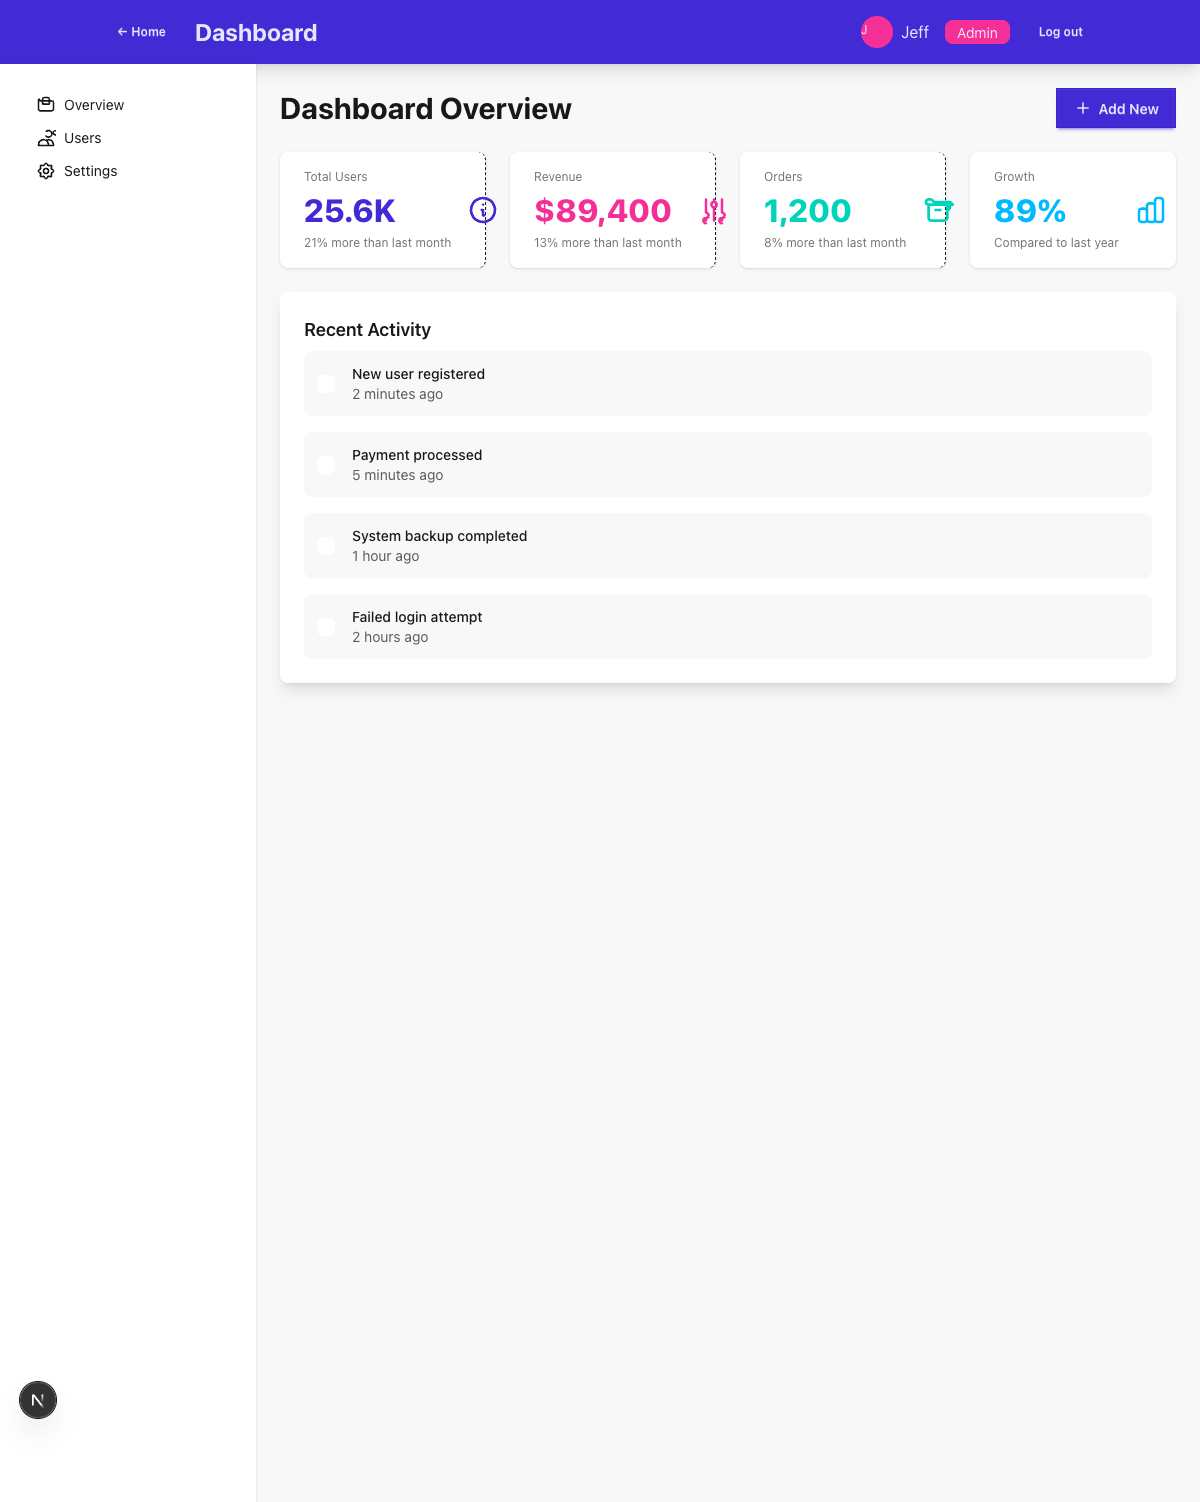 ← Home
Dashboard
J
Jeff
Admin
Log out
Overview
Users
Settings
Dashboard Overview
+ Add New
Total Users
25.6K
21% more than last month
Revenue
$89,400
13% more than last month
Orders
1,200
8% more than last month
Growth
89%
Compared to last year
Recent Activity
New user registered
2 minutes ago
Payment processed
5 minutes ago
System backup completed
1 hour ago
Failed login attempt
2 hours ago
N